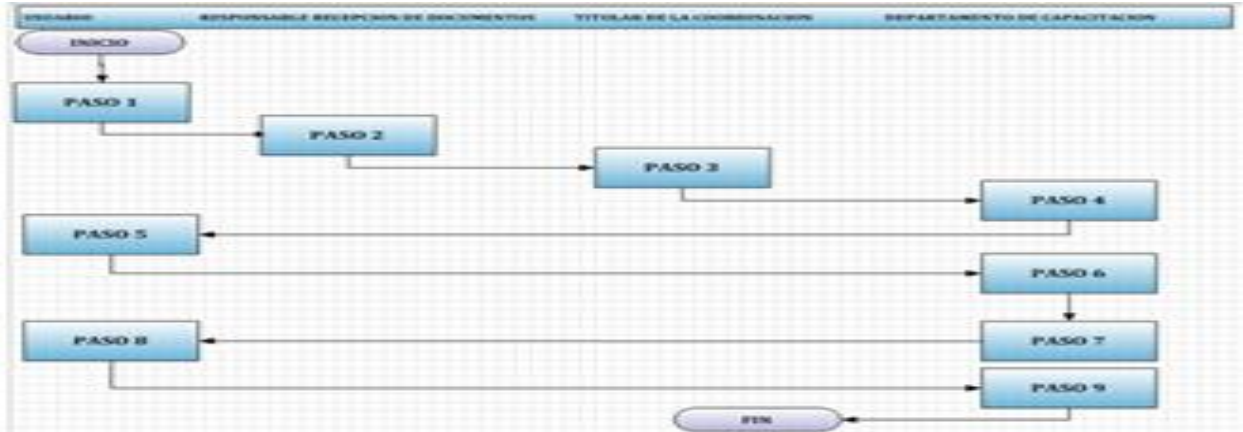 USUARIO RESPONSABLE RECEPCION DE DOCUMENTOS TITULAR DE LA COORDINACION DEPARTAMENTO DE CAPACITACION
INICIO
PASO 1
PASO 2
PASO 3
PASO 4
PASO 5
PASO 6
PASO 7
PASO 8
PASO 9
FIN